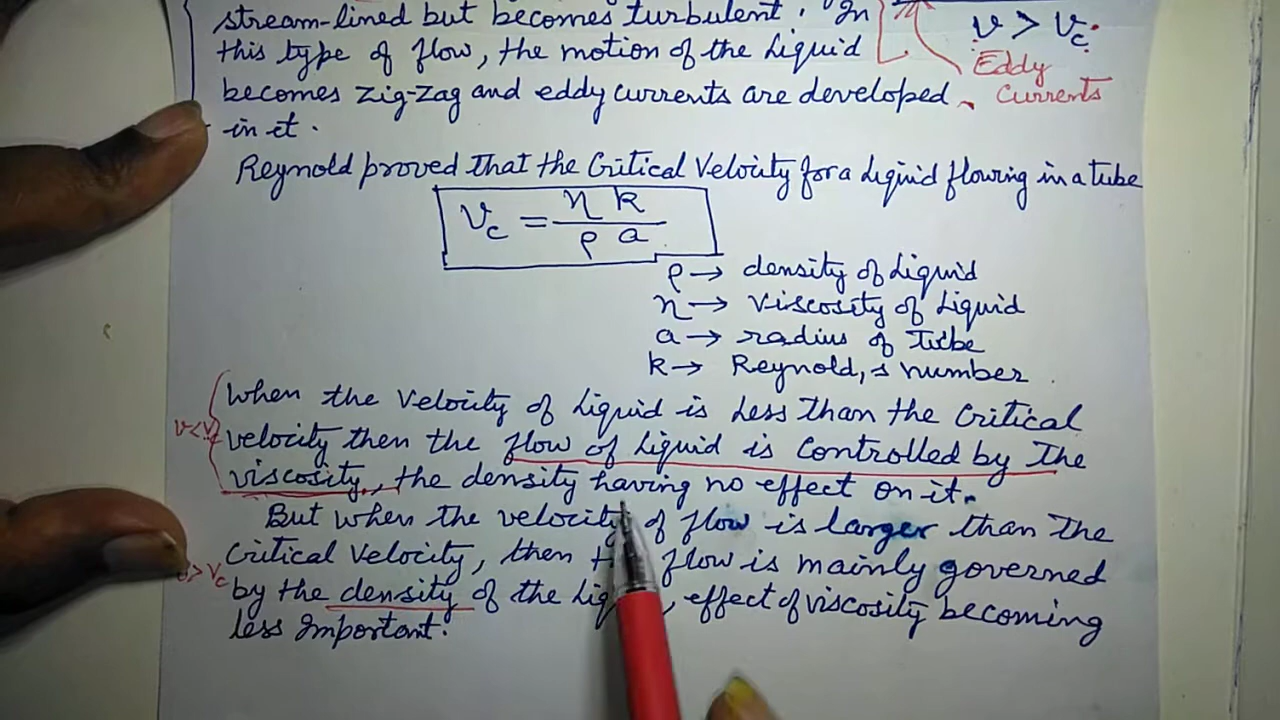 stream-lined but becomes turbulent. In
this type of flow, the motion of the Liquid
becomes Zig-Zag and eddy currents are developed
in it.
v > vc
Eddy
Currents
Reynold proved that the Critical Velocity for a Liquid flowing in a tube
Vc = η k / ρ a
ρ → density of Liquid
η → Viscosity of Liquid
a → radius of Tube
k → Reynold,s number
When the Velocity of Liquid is Less Than the Critical
v<vc
velocity then the flow of Liquid is Controlled by The
viscosity, the density having no effect on it.
But when the velocity of flow is larger than The
Critical Velocity, then flow is mainly governed
> vc
by the density of the effect of viscosity becoming
less Important.